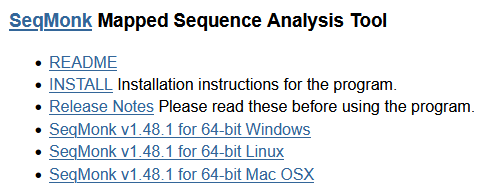 SeqMonk Mapped Sequence Analysis Tool
README
INSTALL Installation instructions for the program.
Release Notes Please read these before using the program.
SeqMonk v1.48.1 for 64-bit Windows
SeqMonk v1.48.1 for 64-bit Linux
SeqMonk v1.48.1 for 64-bit Mac OSX